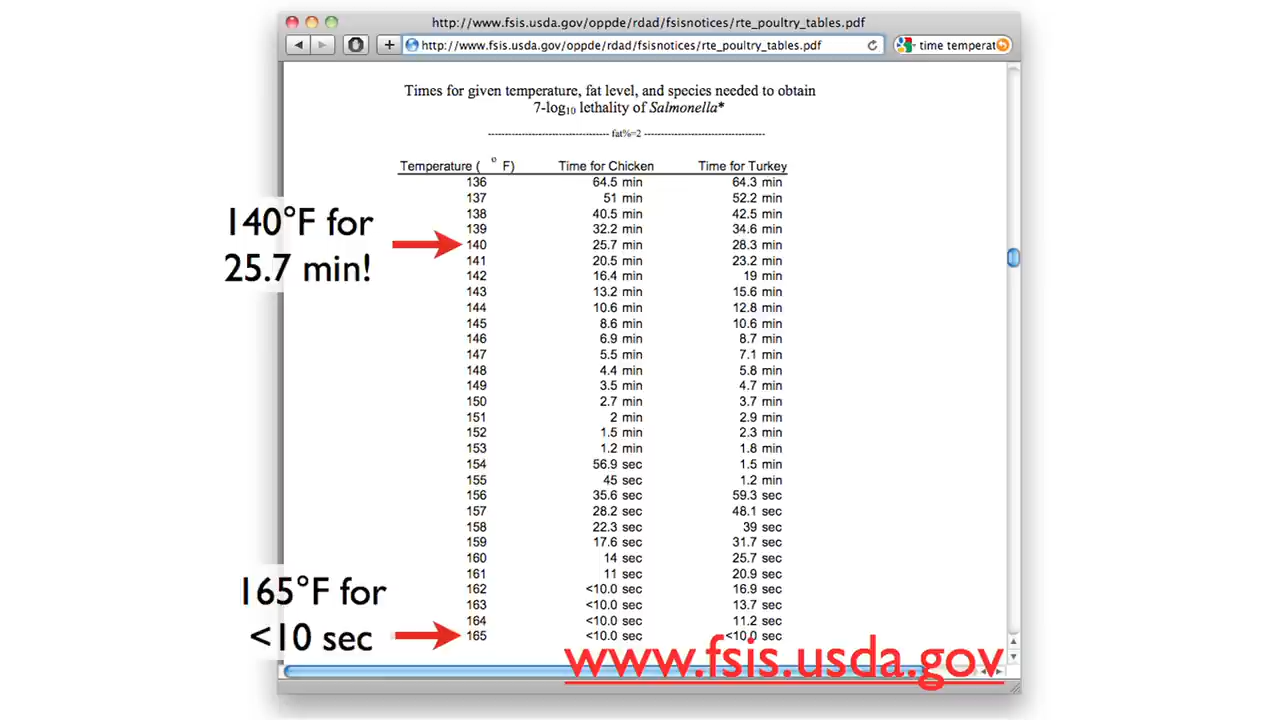 http://www.fsis.usda.gov/oppde/rdad/fsisnotices/rte_poultry_tables.pdf
http://www.fsis.usda.gov/oppde/rdad/fsisnotices/rte_poultry_tables.pdf
time temperat
Times for given temperature, fat level, and species needed to obtain
7-log10 lethality of Salmonella*
------------------------------------ fat%=2 ------------------------------------
Temperature ( ° F) Time for Chicken Time for Turkey
136 64.5 min 64.3 min
137 51 min 52.2 min
138 40.5 min 42.5 min
139 32.2 min 34.6 min
140 25.7 min 28.3 min
141 20.5 min 23.2 min
142 16.4 min 19 min
143 13.2 min 15.6 min
144 10.6 min 12.8 min
145 8.6 min 10.6 min
146 6.9 min 8.7 min
147 5.5 min 7.1 min
148 4.4 min 5.8 min
149 3.5 min 4.7 min
150 2.7 min 3.7 min
151 2 min 2.9 min
152 1.5 min 2.3 min
153 1.2 min 1.8 min
154 56.9 sec 1.5 min
155 45 sec 1.2 min
156 35.6 sec 59.3 sec
157 28.2 sec 48.1 sec
158 22.3 sec 39 sec
159 17.6 sec 31.7 sec
160 14 sec 25.7 sec
161 11 sec 20.9 sec
162 <10.0 sec 16.9 sec
163 <10.0 sec 13.7 sec
164 <10.0 sec 11.2 sec
165 <10.0 sec <10.0 sec
140°F for
25.7 min!
165°F for
<10 sec
www.fsis.usda.gov